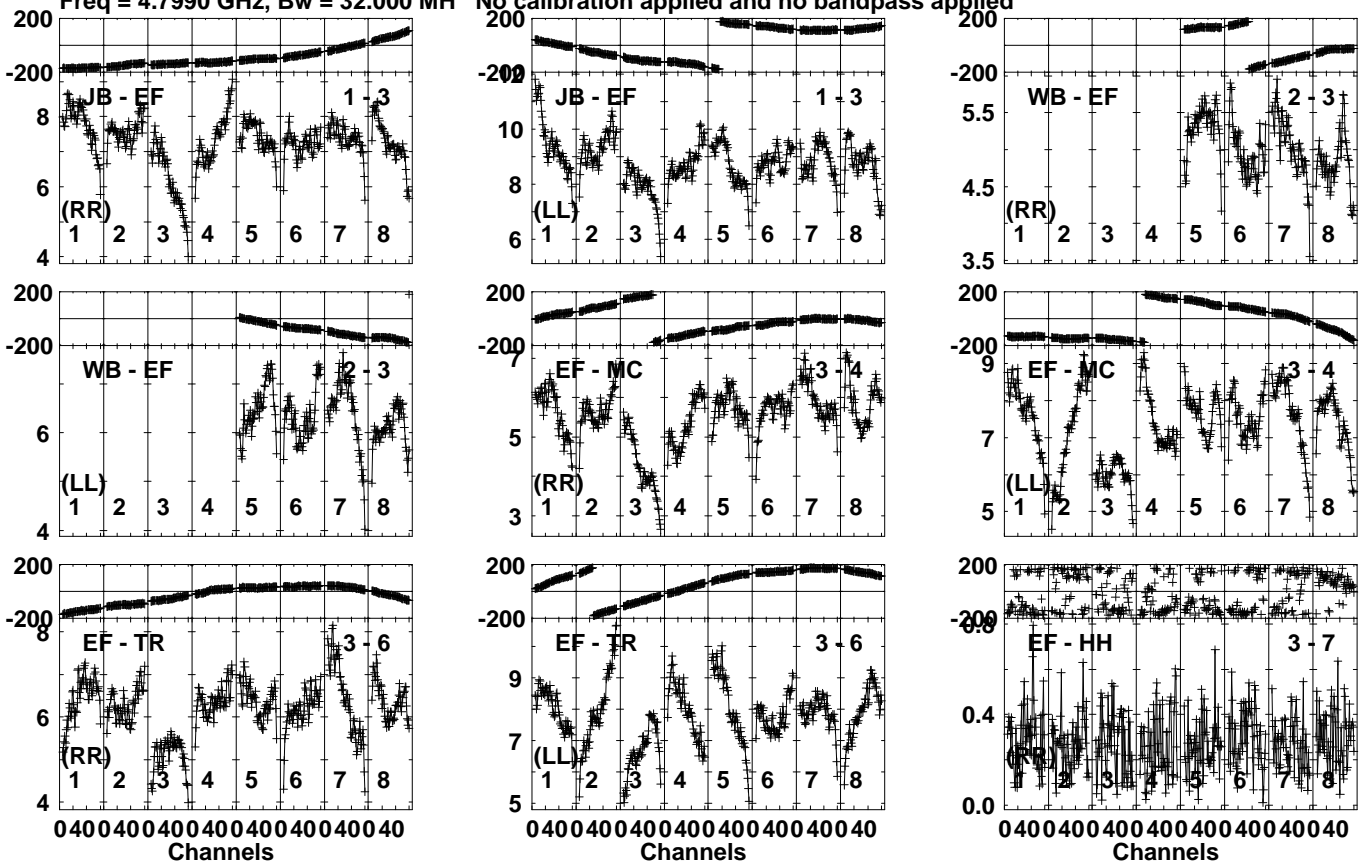 Freq = 4.7990 GHz, Bw = 32.000 MH No calibration applied and no bandpass applied
200
-200
JB - EF 1 - 3
8
6
4
(RR)
1 2 3 4 5 6 7 8
200
-200
12
JB - EF 1 - 3
10
8
6
(LL)
1 2 3 4 5 6 7 8
200
-200
WB - EF 2 - 3
5.5
4.5
3.5
(RR)
1 2 3 4 5 6 7 8
200
-200
WB - EF 2 - 3
6
4
(LL)
1 2 3 4 5 6 7 8
200
-200
7
EF - MC 3 - 4
5
3
(RR)
1 2 3 4 5 6 7 8
200
-200
9
EF - MC 3 - 4
7
5
(LL)
1 2 3 4 5 6 7 8
200
-200
8
EF - TR 3 - 6
6
4
(RR)
1 2 3 4 5 6 7 8
200
-200
EF - TR 3 - 6
9
7
5
(LL)
1 2 3 4 5 6 7 8
200
-200
0.8
EF - HH 3 - 7
0.4
0.0
(RR)
1 2 3 4 5 6 7 8
0 40 0 40 0 40 0 40 0 40 0 40 0 40 0 40
Channels
0 40 0 40 0 40 0 40 0 40 0 40 0 40 0 40
Channels
0 40 0 40 0 40 0 40 0 40 0 40 0 40 0 40
Channels